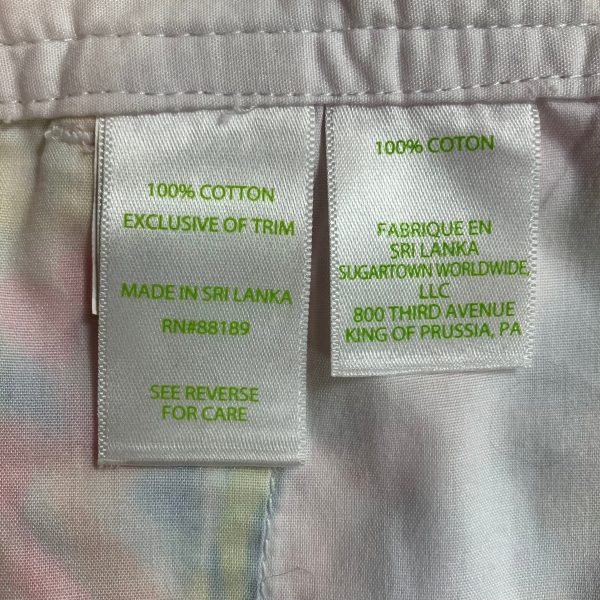 100% COTTON
EXCLUSIVE OF TRIM
MADE IN SRI LANKA
RN#88189
SEE REVERSE
FOR CARE
100% COTON
FABRIQUE EN
SRI LANKA
SUGARTOWN WORLDWIDE,
LLC
800 THIRD AVENUE
KING OF PRUSSIA, PA